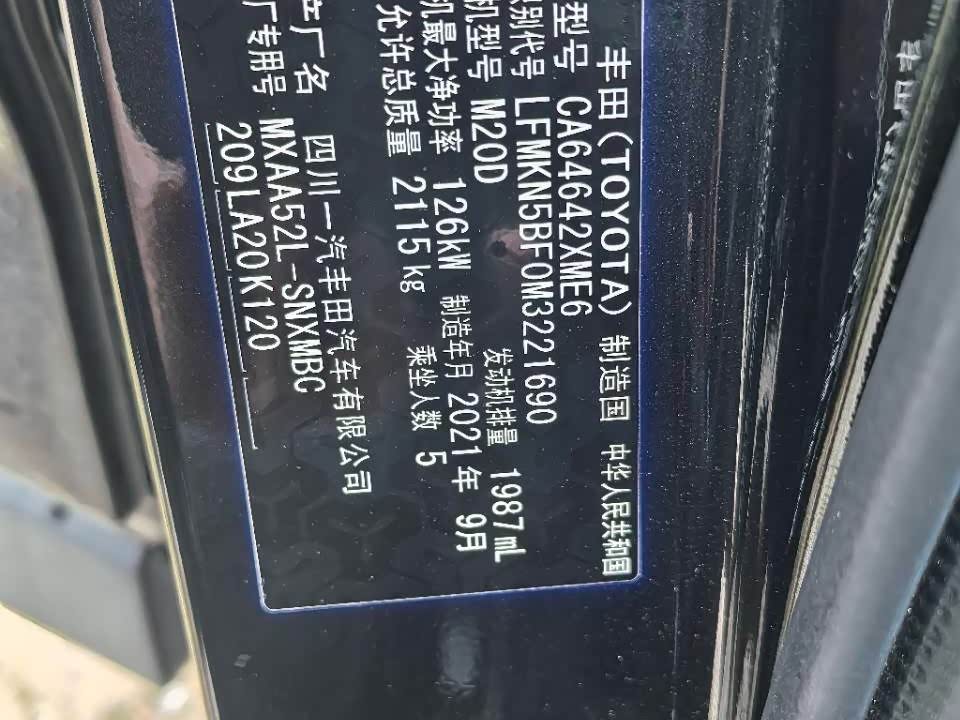 丰田(TOYOTA) 制造国 中华人民共和国
型号 CA64642XME6
别代号 LFMKN5BF0M3221690
机型号 M20D 发动机排量 1987mL
机最大净功率 126kW 制造年月 2021年 9月
允许总质量 2115kg 乘坐人数 5
产厂名 四川一汽丰田汽车有限公司
厂专用号 MXAA52L-SNXMBC
209LA20K120
丰田